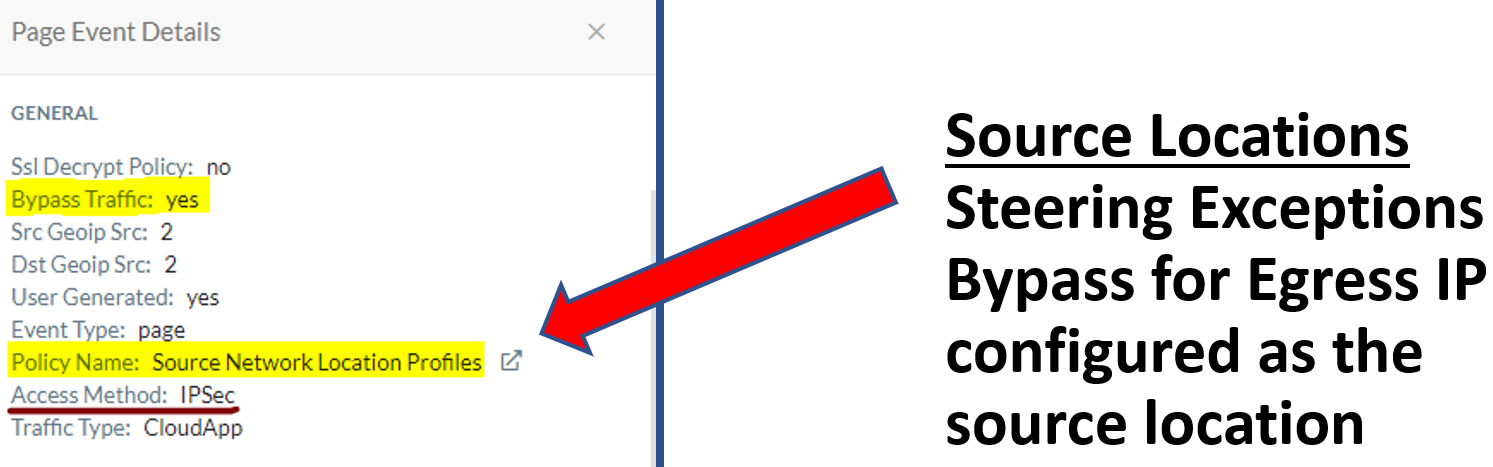 Page Event Details
GENERAL
Ssl Decrypt Policy: no
Bypass Traffic: yes
Src Geoip Src: 2
Dst Geoip Src: 2
User Generated: yes
Event Type: page
Policy Name: Source Network Location Profiles
Access Method: IPSec
Traffic Type: CloudApp
Source Locations
Steering Exceptions
Bypass for Egress IP
configured as the
source location